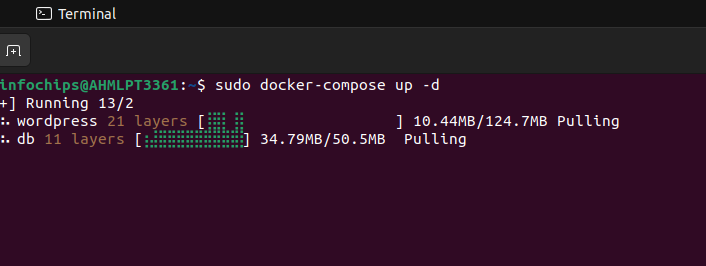 Terminal
infochips@AHMLPT3361:~$ sudo docker-compose up -d
+] Running 13/2
wordpress 21 layers [⣿⣿⡀⣿                    ] 10.44MB/124.7MB Pulling
db 11 layers [⣿⣿⣿⣿⣿⣿⣿⣿⣿⣿⣿] 34.79MB/50.5MB  Pulling